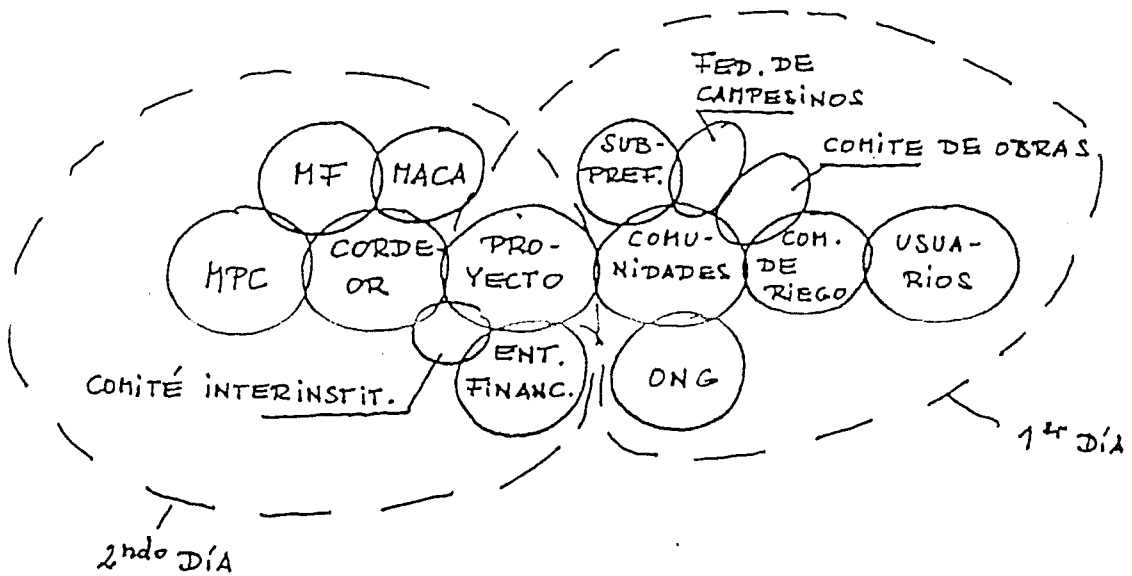 FED. DE
CAMPESINOS
COMITE DE OBRAS
SUB-
PREF.
MF
MACA
MPC
CORDE-
OR
PRO-
YECTO
COMU-
NIDADES
COM.
DE
RIEGO
USUA-
RIOS
ENT.
FINANC.
ONG
COMITÉ INTERINSTIT.
1er DÍA
2ndo DÍA